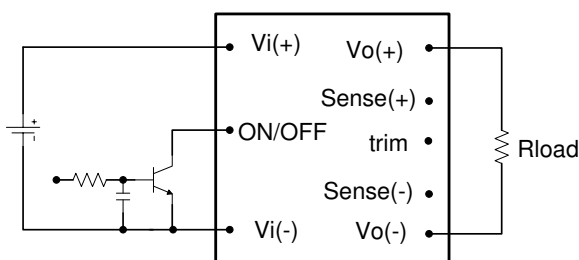 Vi(+)
Vo(+)
Sense(+)
ON/OFF
trim
Rload
Sense(-)
Vi(-)
Vo(-)
+
-